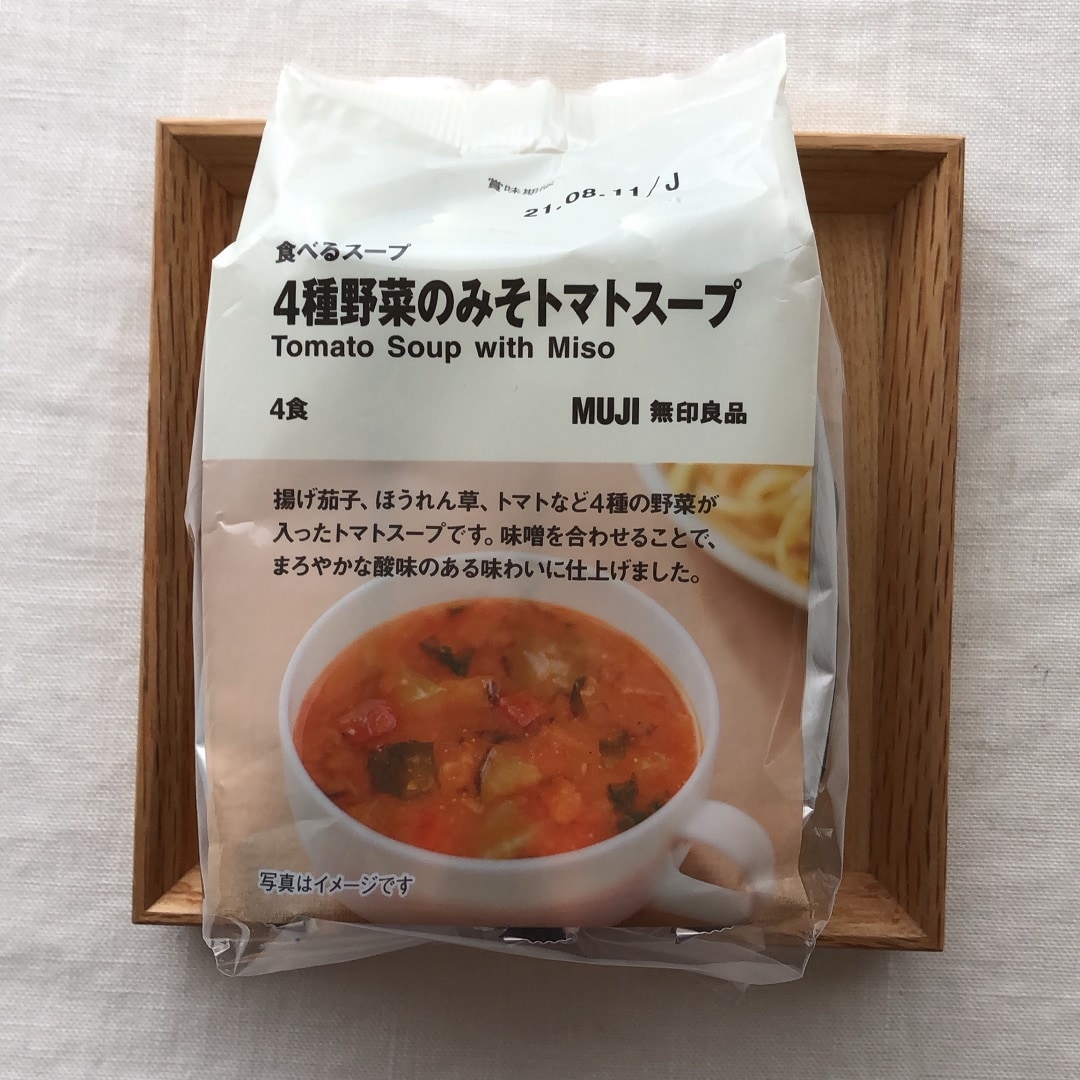 賞味期限
21.08.11/J
食べるスープ
4種野菜のみそトマトスープ
Tomato Soup with Miso
4食
MUJI 無印良品
揚げ茄子、ほうれん草、トマトなど4種の野菜が
入ったトマトスープです。味噌を合わせることで、
まろやかな酸味のある味わいに仕上げました。
写真はイメージです